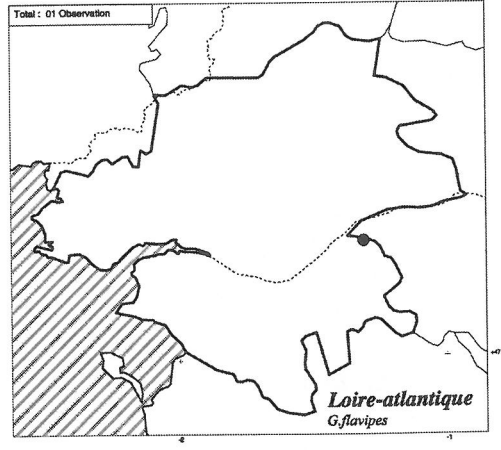 Total : 01 Observation
+47
Loire-atlantique
G.flavipes
-2
-1